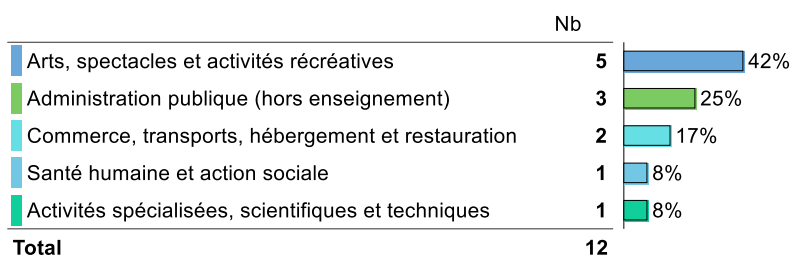 Nb
Arts, spectacles et activités récréatives 5 42%
Administration publique (hors enseignement) 3 25%
Commerce, transports, hébergement et restauration 2 17%
Santé humaine et action sociale 1 8%
Activités spécialisées, scientifiques et techniques 1 8%
Total 12